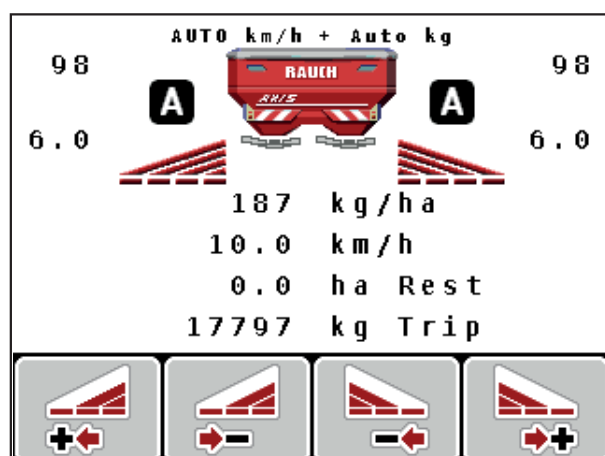 AUTO km/h + Auto kg
98
98
A
RAUCH
A
AXIS
6.0
6.0
187 kg/ha
10.0 km/h
0.0 ha Rest
17797 kg Trip